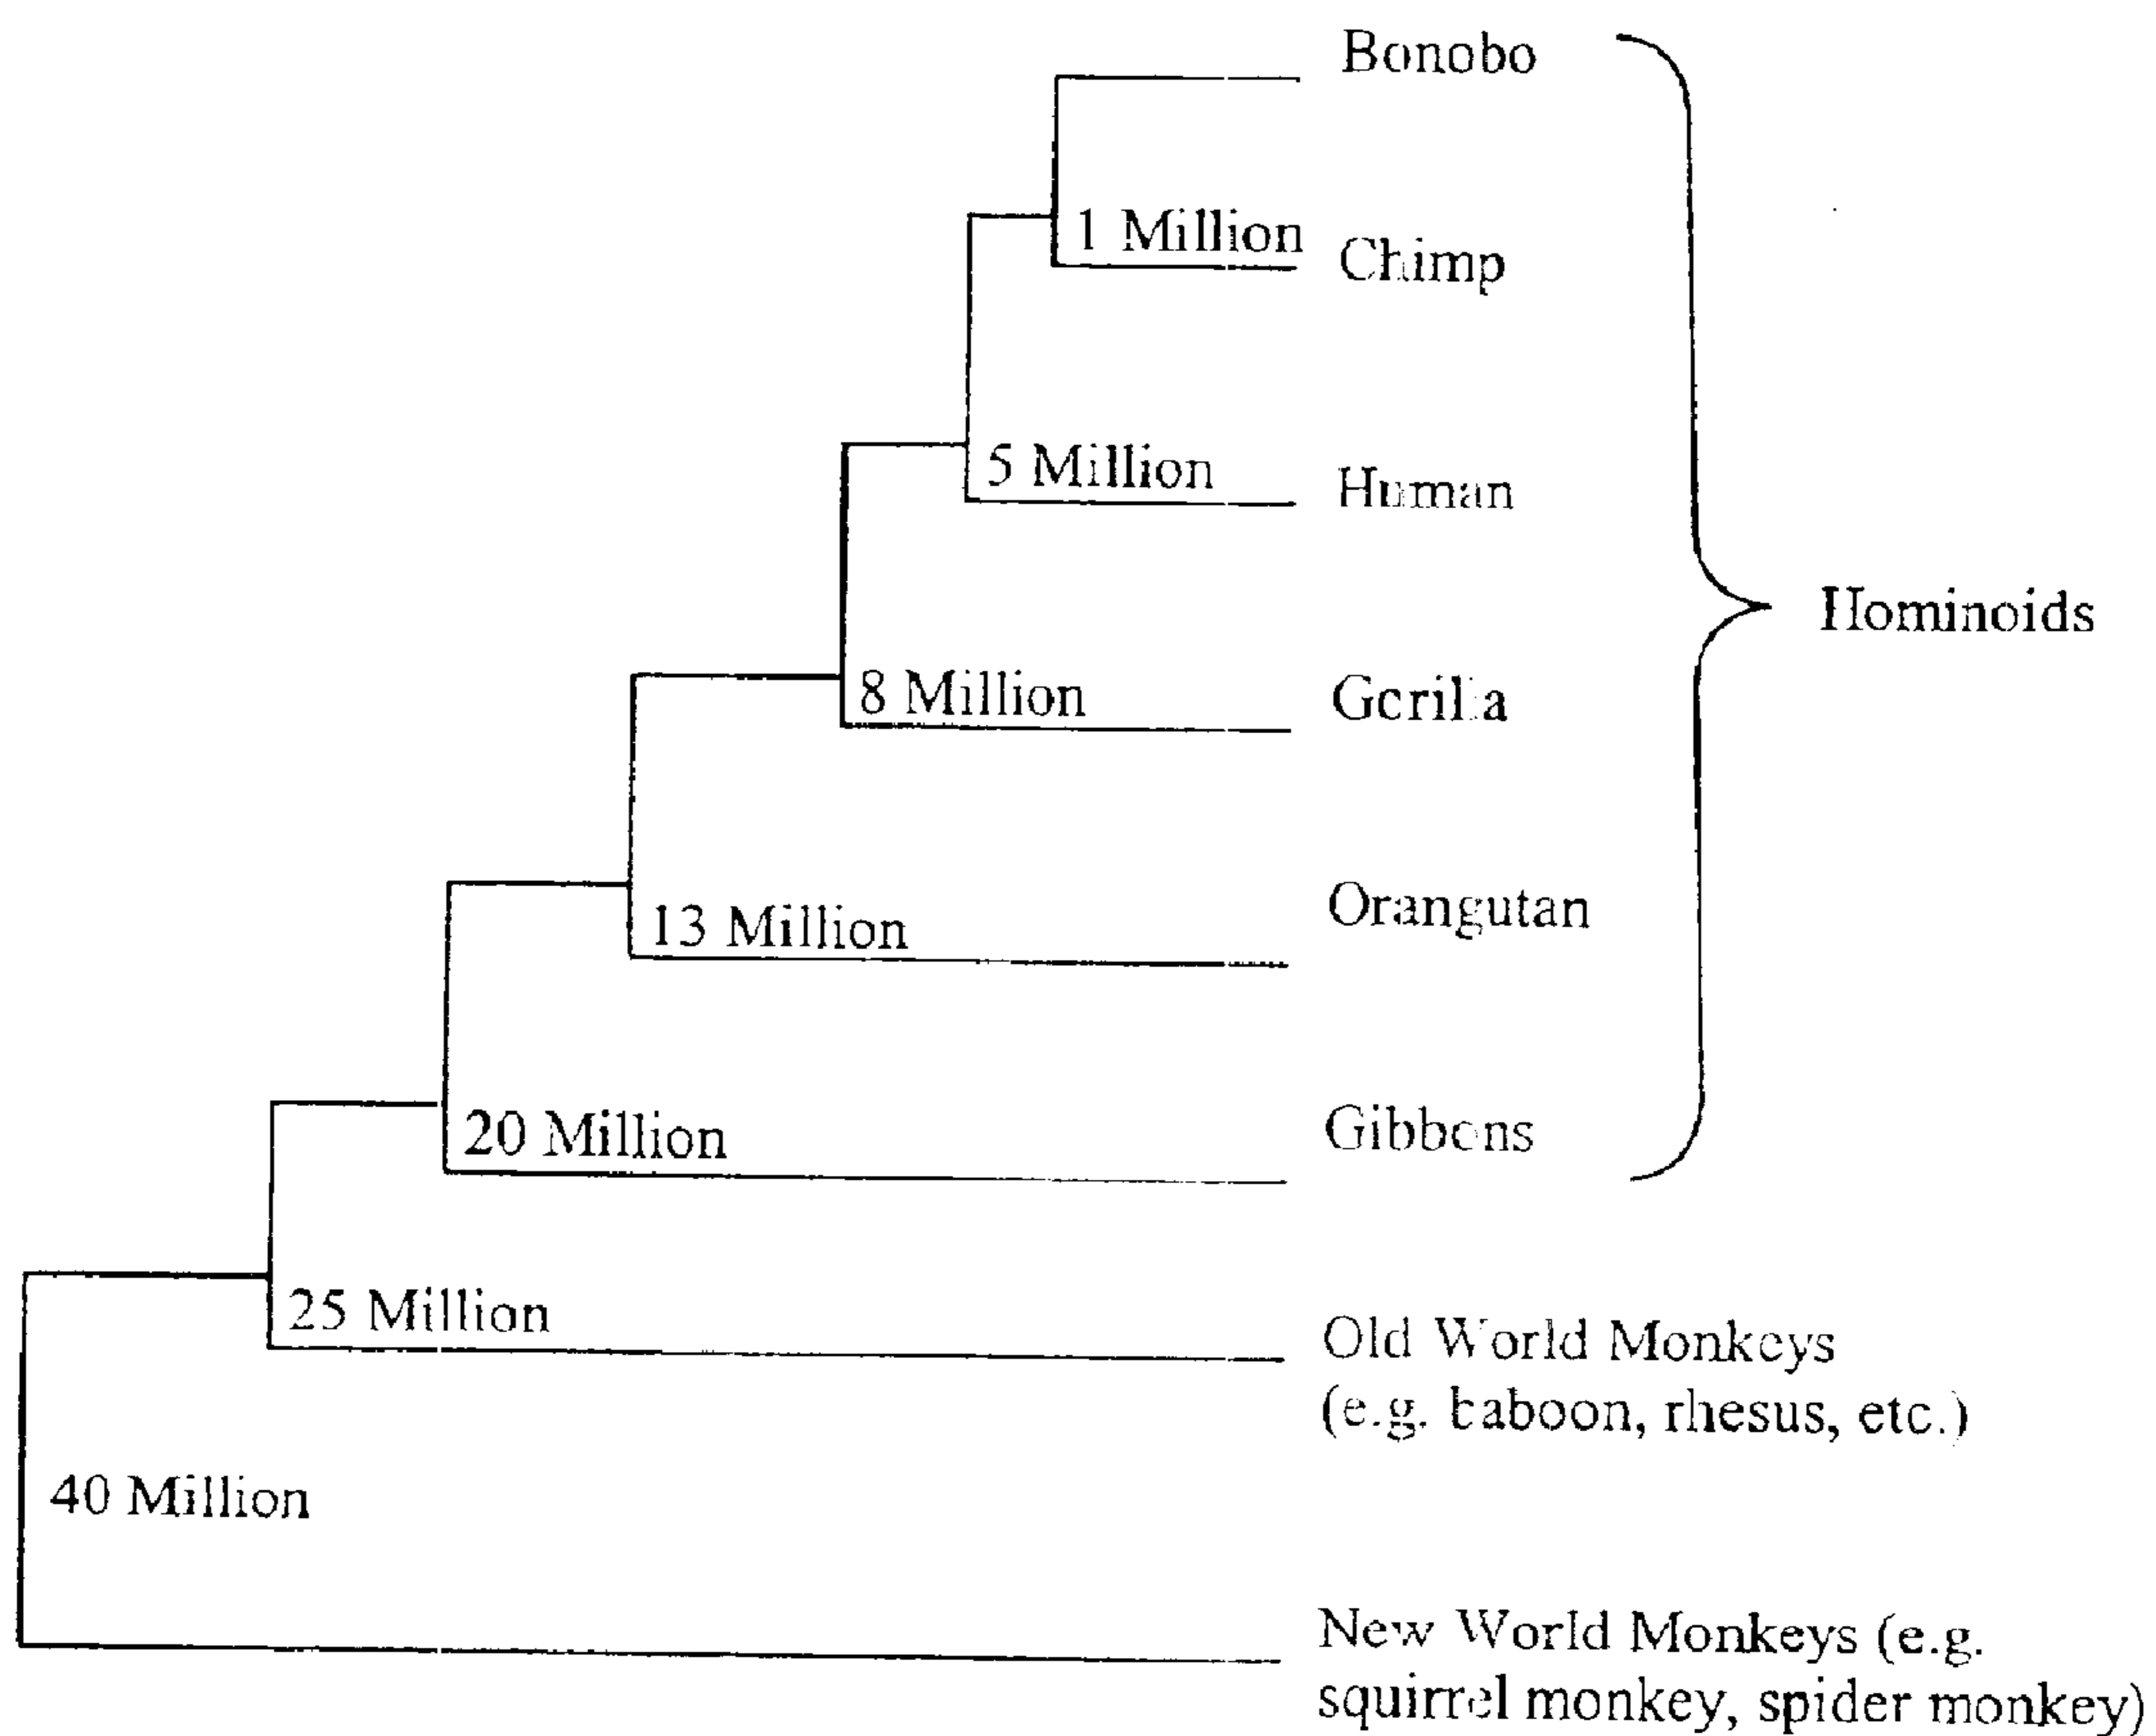 Bonobo
1 Million
Chimp
5 Million
Human
Hominoids
8 Million
Gorilla
Orangutan
13 Million
20 Million
Gibbons
25 Million
Old World Monkeys
(e.g. baboon, rhesus, etc.)
40 Million
New World Monkeys (e.g.
squirrel monkey, spider monkey)